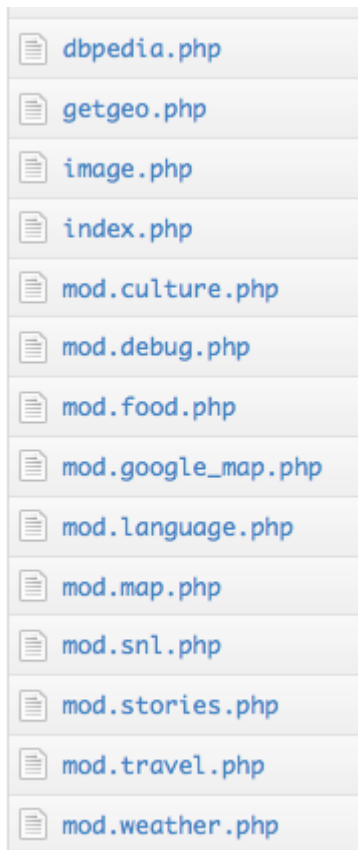 dbpedia.php
getgeo.php
image.php
index.php
mod.culture.php
mod.debug.php
mod.food.php
mod.google_map.php
mod.language.php
mod.map.php
mod.snl.php
mod.stories.php
mod.travel.php
mod.weather.php